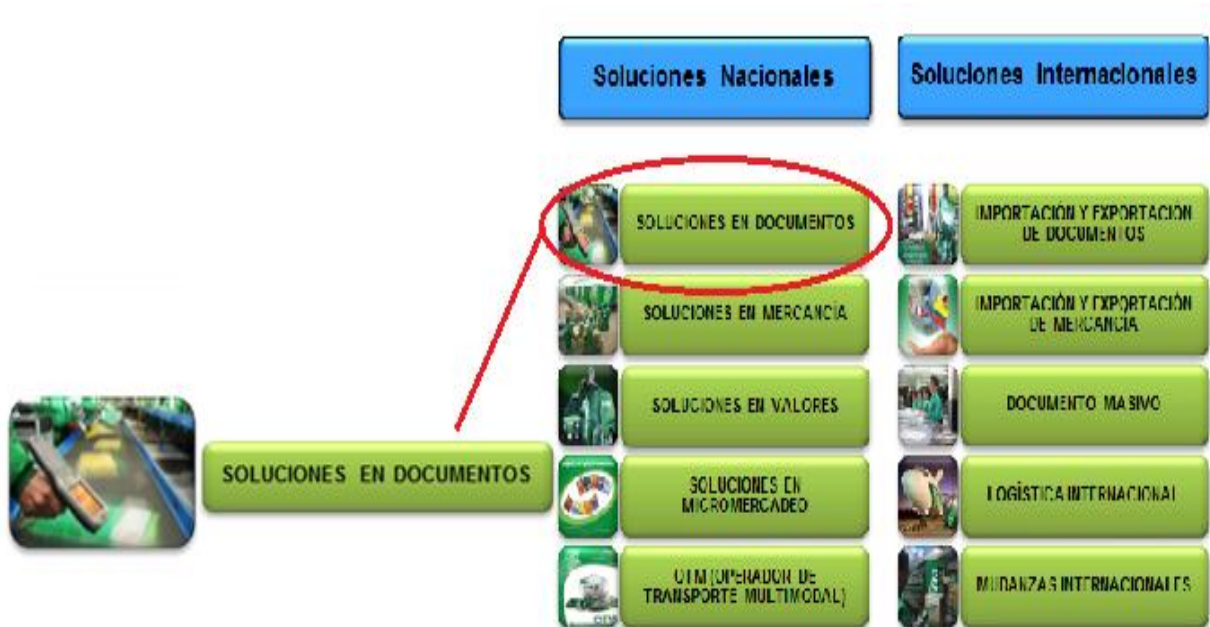 Soluciones Nacionales
Soluciones Internacionales
SOLUCIONES EN DOCUMENTOS
SOLUCIONES EN MERCANCÍA
SOLUCIONES EN VALORES
SOLUCIONES EN
MICROMERCADEO
OTM (OPERADOR DE
TRANSPORTE MULTIMODAL)
IMPORTACIÓN Y EXPORTACIÓN
DE DOCUMENTOS
IMPORTACIÓN Y EXPORTACIÓN
DE MERCANCÍA
DOCUMENTO MASIVO
LOGÍSTICA INTERNACIONAL
MUDANZAS INTERNACIONALES
SOLUCIONES EN DOCUMENTOS